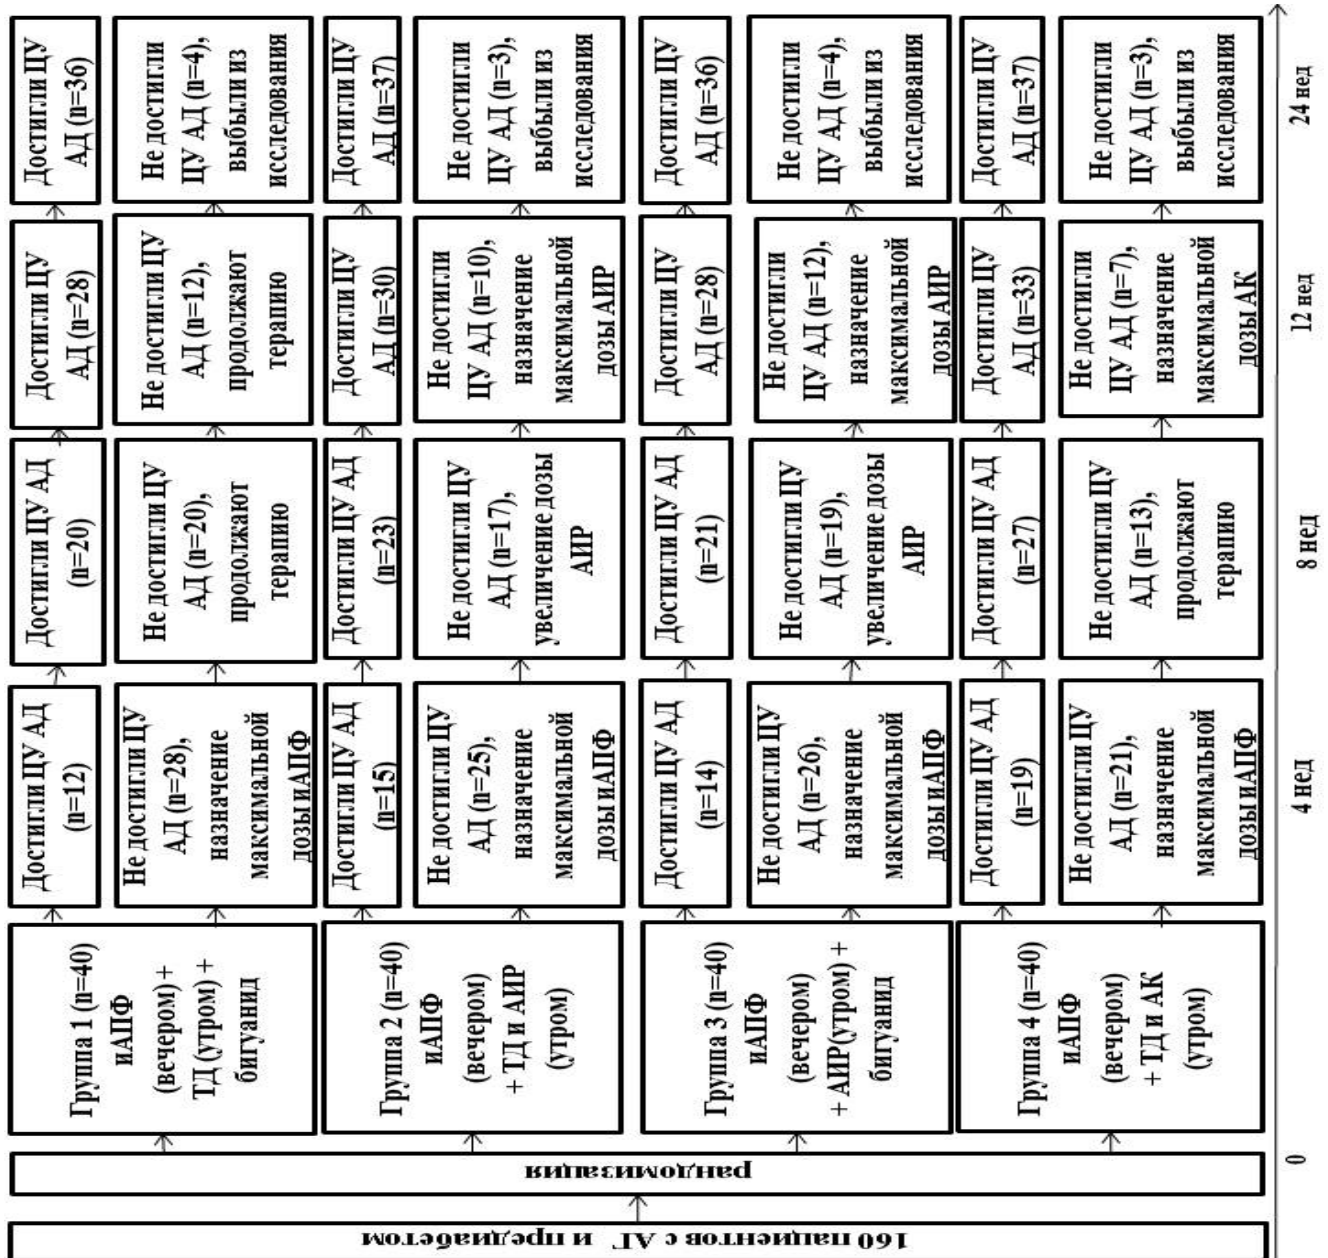 160 пациентов с АГ и предиабетом
рандомизация
Группа 1 (n=40)
иАПФ
(вечером) +
ТД (утром) +
бигуанид
Достигли ЦУ АД
(n=12)
Достигли ЦУ АД
(n=20)
Достигли ЦУ
АД (n=28)
Достигли ЦУ
АД (n=36)
Не достигли ЦУ
АД (n=28),
назначение
максимальной
дозы иАПФ
Не достигли ЦУ
АД (n=20),
продолжают
терапию
Не достигли ЦУ
АД (n=12),
продолжают
терапию
Не достигли
ЦУ АД (n=4),
выбыли из
исследования
Группа 2 (n=40)
иАПФ
(вечером)
+ ТД и АИР
(утром)
Достигли ЦУ АД
(n=15)
Достигли ЦУ АД
(n=23)
Достигли ЦУ
АД (n=30)
Достигли ЦУ
АД (n=37)
Не достигли ЦУ
АД (n=25),
назначение
максимальной
дозы иАПФ
Не достигли ЦУ
АД (n=17),
увеличение дозы
АИР
Не достигли
ЦУ АД (n=10),
назначение
максимальной
дозы АИР
Не достигли
ЦУ АД (n=3),
выбыли из
исследования
Группа 3 (n=40)
иАПФ
(вечером)
+ АИР(утром) +
бигуанид
Достигли ЦУ АД
(n=14)
Достигли ЦУ АД
(n=21)
Достигли ЦУ
АД (n=28)
Достигли ЦУ
АД (n=36)
Не достигли ЦУ
АД (n=26),
назначение
максимальной
дозы иАПФ
Не достигли ЦУ
АД (n=19),
увеличение дозы
АИР
Не достигли
ЦУ АД (n=12),
назначение
максимальной
дозы АИР
Не достигли
ЦУ АД (n=4),
выбыли из
исследования
Группа 4 (n=40)
иАПФ
(вечером)
+ ТД и АК
(утром)
Достигли ЦУ АД
(n=19)
Достигли ЦУ АД
(n=27)
Достигли ЦУ
АД (n=33)
Достигли ЦУ
АД (n=37)
Не достигли ЦУ
АД (n=21),
назначение
максимальной
дозы иАПФ
Не достигли ЦУ
АД (n=13),
продолжают
терапию
Не достигли
ЦУ АД (n=7),
назначение
максимальной
дозы АК
Не достигли
ЦУ АД (n=3),
выбыли из
исследования
0
4 нед
8 нед
12 нед
24 нед